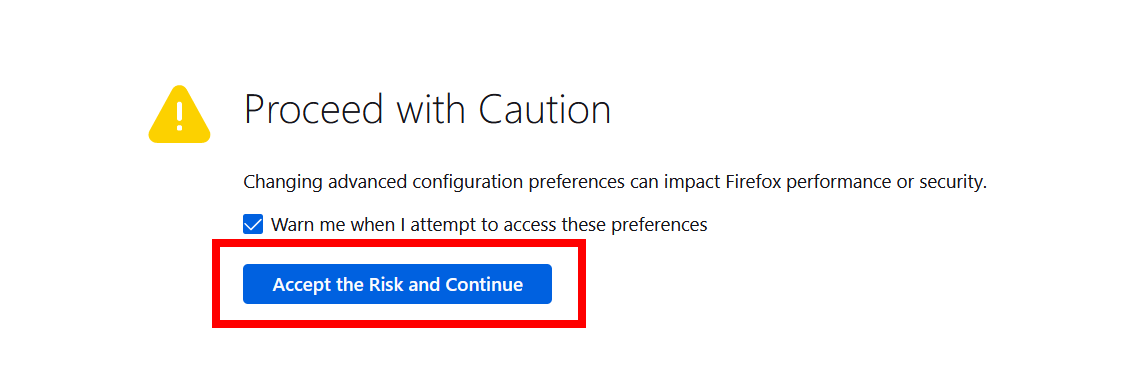 Proceed with Caution
Changing advanced configuration preferences can impact Firefox performance or security.
Warn me when I attempt to access these preferences
Accept the Risk and Continue